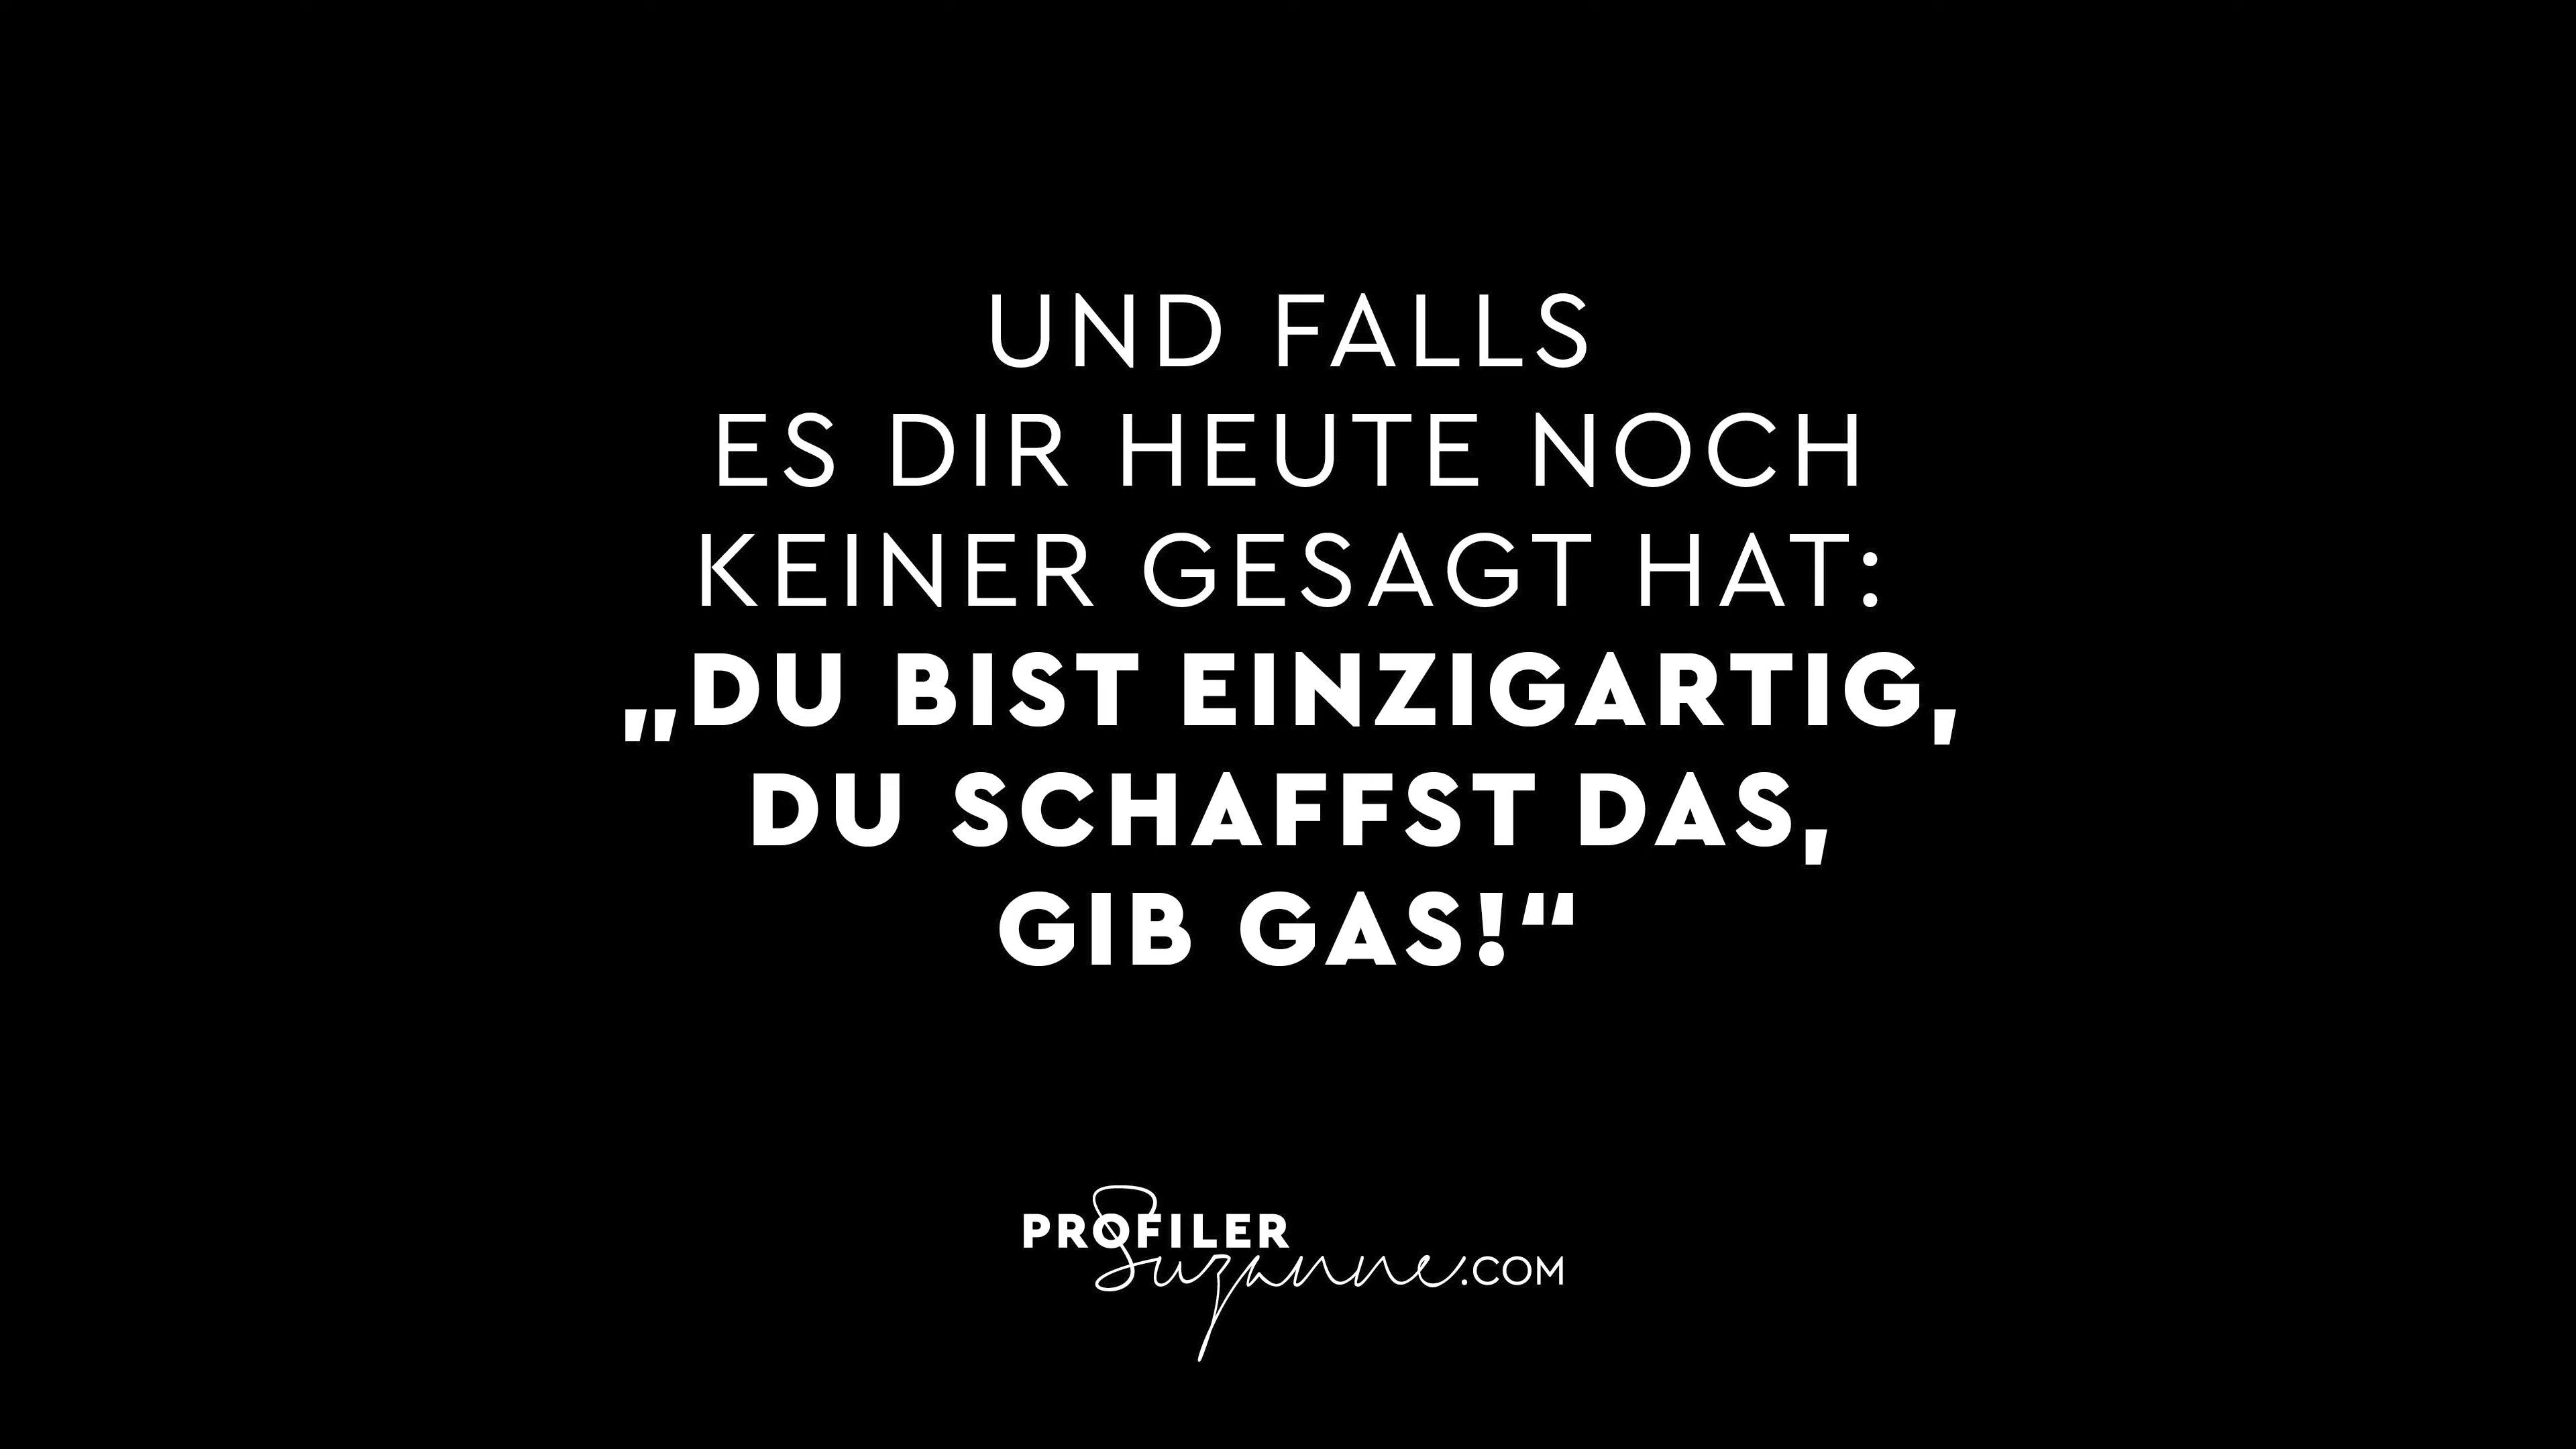 UND FALLS
ES DIR HEUTE NOCH
KEINER GESAGT HAT:
„DU BIST EINZIGARTIG,
DU SCHAFFST DAS,
GIB GAS!“
PROFILER
Suzanne.COM